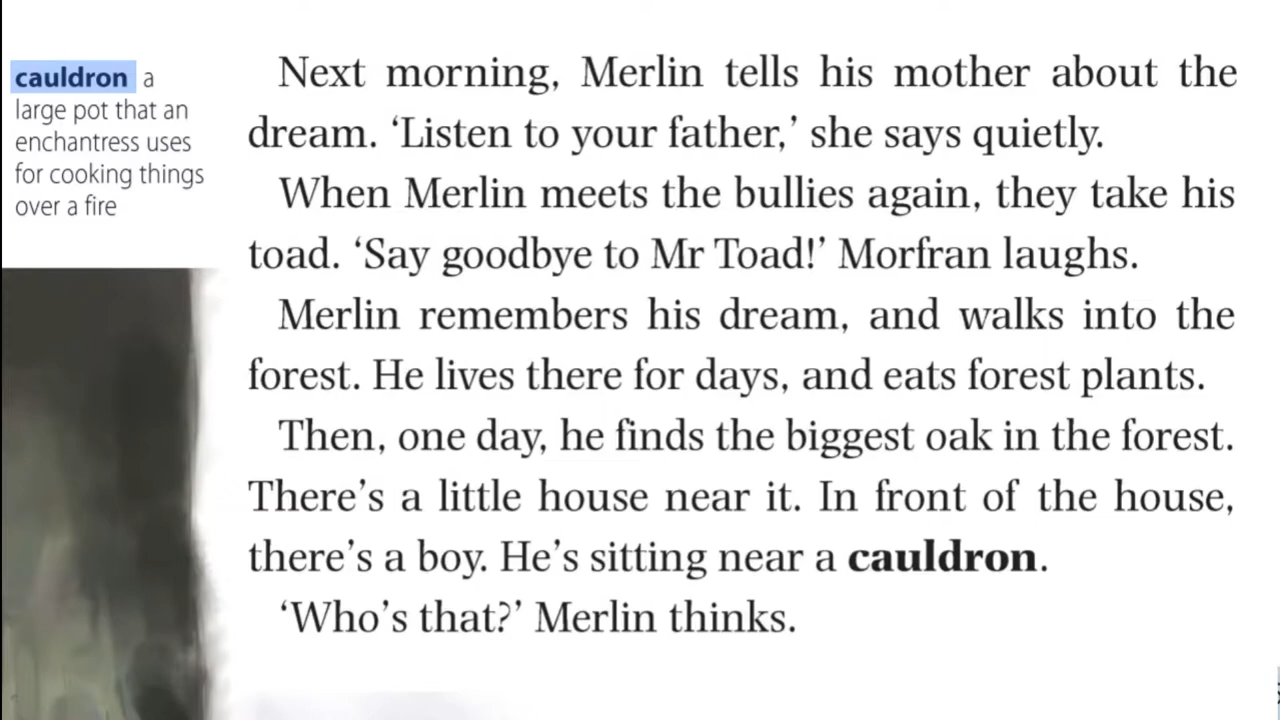 cauldron a
large pot that an
enchantress uses
for cooking things
over a fire
Next morning, Merlin tells his mother about the
dream. ‘Listen to your father,’ she says quietly.
When Merlin meets the bullies again, they take his
toad. ‘Say goodbye to Mr Toad!’ Morfran laughs.
Merlin remembers his dream, and walks into the
forest. He lives there for days, and eats forest plants.
Then, one day, he finds the biggest oak in the forest.
There’s a little house near it. In front of the house,
there’s a boy. He’s sitting near a cauldron.
‘Who’s that?’ Merlin thinks.